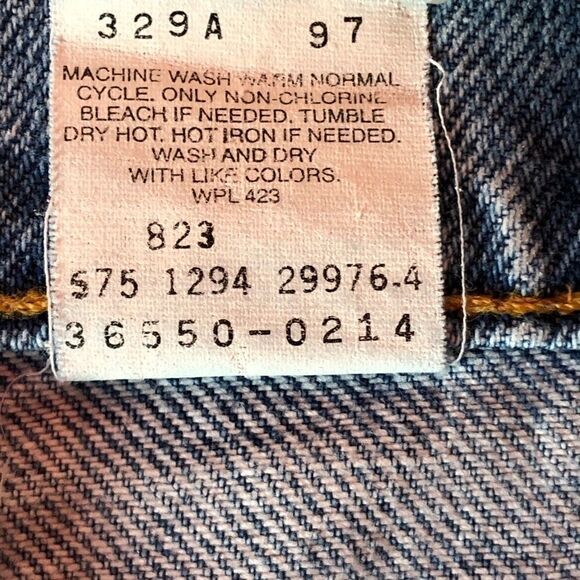 329A 97
MACHINE WASH WARM NORMAL
CYCLE. ONLY NON-CHLORINE
BLEACH IF NEEDED. TUMBLE
DRY HOT. HOT IRON IF NEEDED.
WASH AND DRY
WITH LIKE COLORS.
WPL 423
823
S75 1294 29976-4
36550-0214